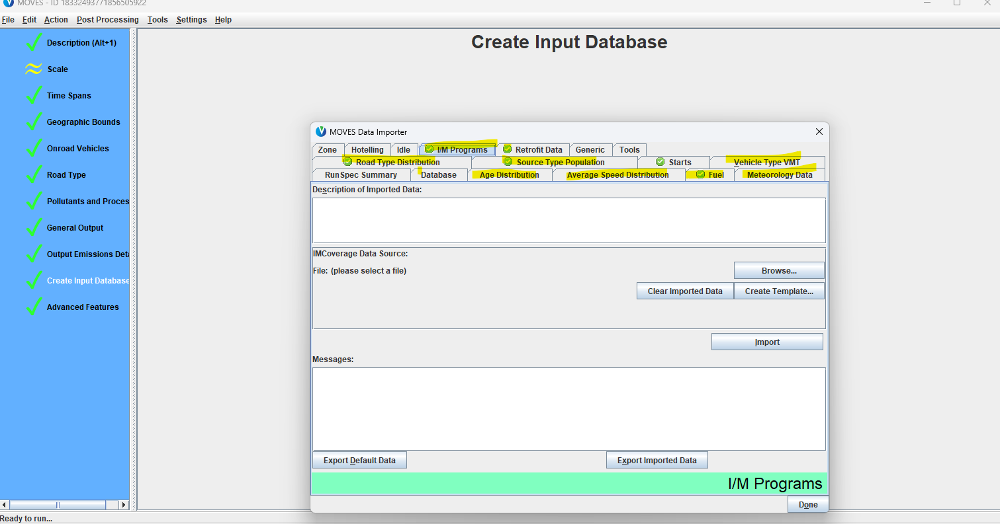 MOVES - ID 18332493771856505922
File Edit Action Post Processing Tools Settings Help
Description (Alt+1)
Scale
Time Spans
Geographic Bounds
Onroad Vehicles
Road Type
Pollutants and Proces
General Output
Output Emissions Deta
Create Input Database
Advanced Features
Create Input Database
MOVES Data Importer
Zone Hotelling Idle I/M Programs Retrofit Data Generic Tools
Road Type Distribution Source Type Population Starts Vehicle Type VMT
RunSpec Summary Database Age Distribution Average Speed Distribution Fuel Meteorology Data
Description of Imported Data:
IMCoverage Data Source:
File: (please select a file)
Browse...
Clear Imported Data Create Template...
Import
Messages:
Export Default Data Export Imported Data
I/M Programs
Done
Ready to run...